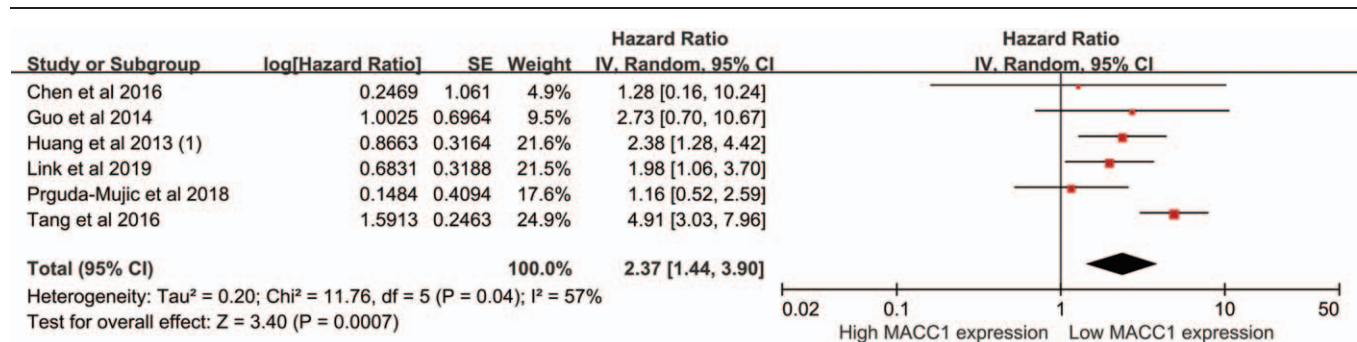 Hazard Ratio Hazard Ratio
Study or Subgroup log[Hazard Ratio] SE Weight IV, Random, 95% CI IV, Random, 95% CI
Chen et al 2016 0.2469 1.061 4.9% 1.28 [0.16, 10.24]
Guo et al 2014 1.0025 0.6964 9.5% 2.73 [0.70, 10.67]
Huang et al 2013 (1) 0.8663 0.3164 21.6% 2.38 [1.28, 4.42]
Link et al 2019 0.6831 0.3188 21.5% 1.98 [1.06, 3.70]
Prguda-Mujic et al 2018 0.1484 0.4094 17.6% 1.16 [0.52, 2.59]
Tang et al 2016 1.5913 0.2463 24.9% 4.91 [3.03, 7.96]
Total (95% CI) 100.0% 2.37 [1.44, 3.90]
Heterogeneity: Tau² = 0.20; Chi² = 11.76, df = 5 (P = 0.04); I² = 57%
Test for overall effect: Z = 3.40 (P = 0.0007)
0.02 0.1 1 10 50
High MACC1 expression Low MACC1 expression